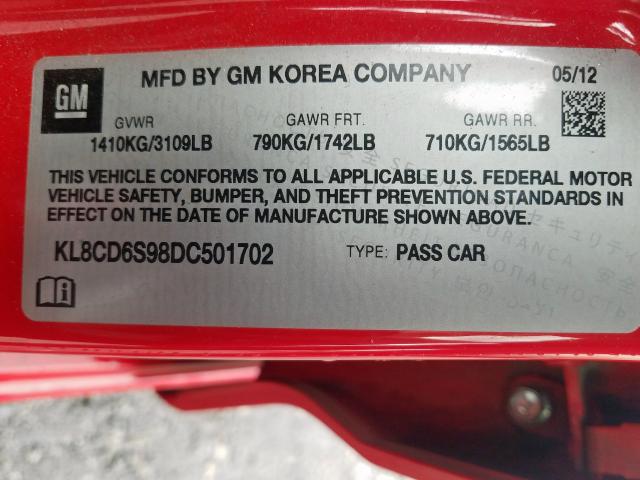 GM MFD BY GM KOREA COMPANY 05/12
GVWR GAWR FRT. GAWR RR.
1410KG/3109LB 790KG/1742LB 710KG/1565LB
THIS VEHICLE CONFORMS TO ALL APPLICABLE U.S. FEDERAL MOTOR
VEHICLE SAFETY, BUMPER, AND THEFT PREVENTION STANDARDS IN
EFFECT ON THE DATE OF MANUFACTURE SHOWN ABOVE.
KL8CD6S98DC501702 TYPE: PASS CAR